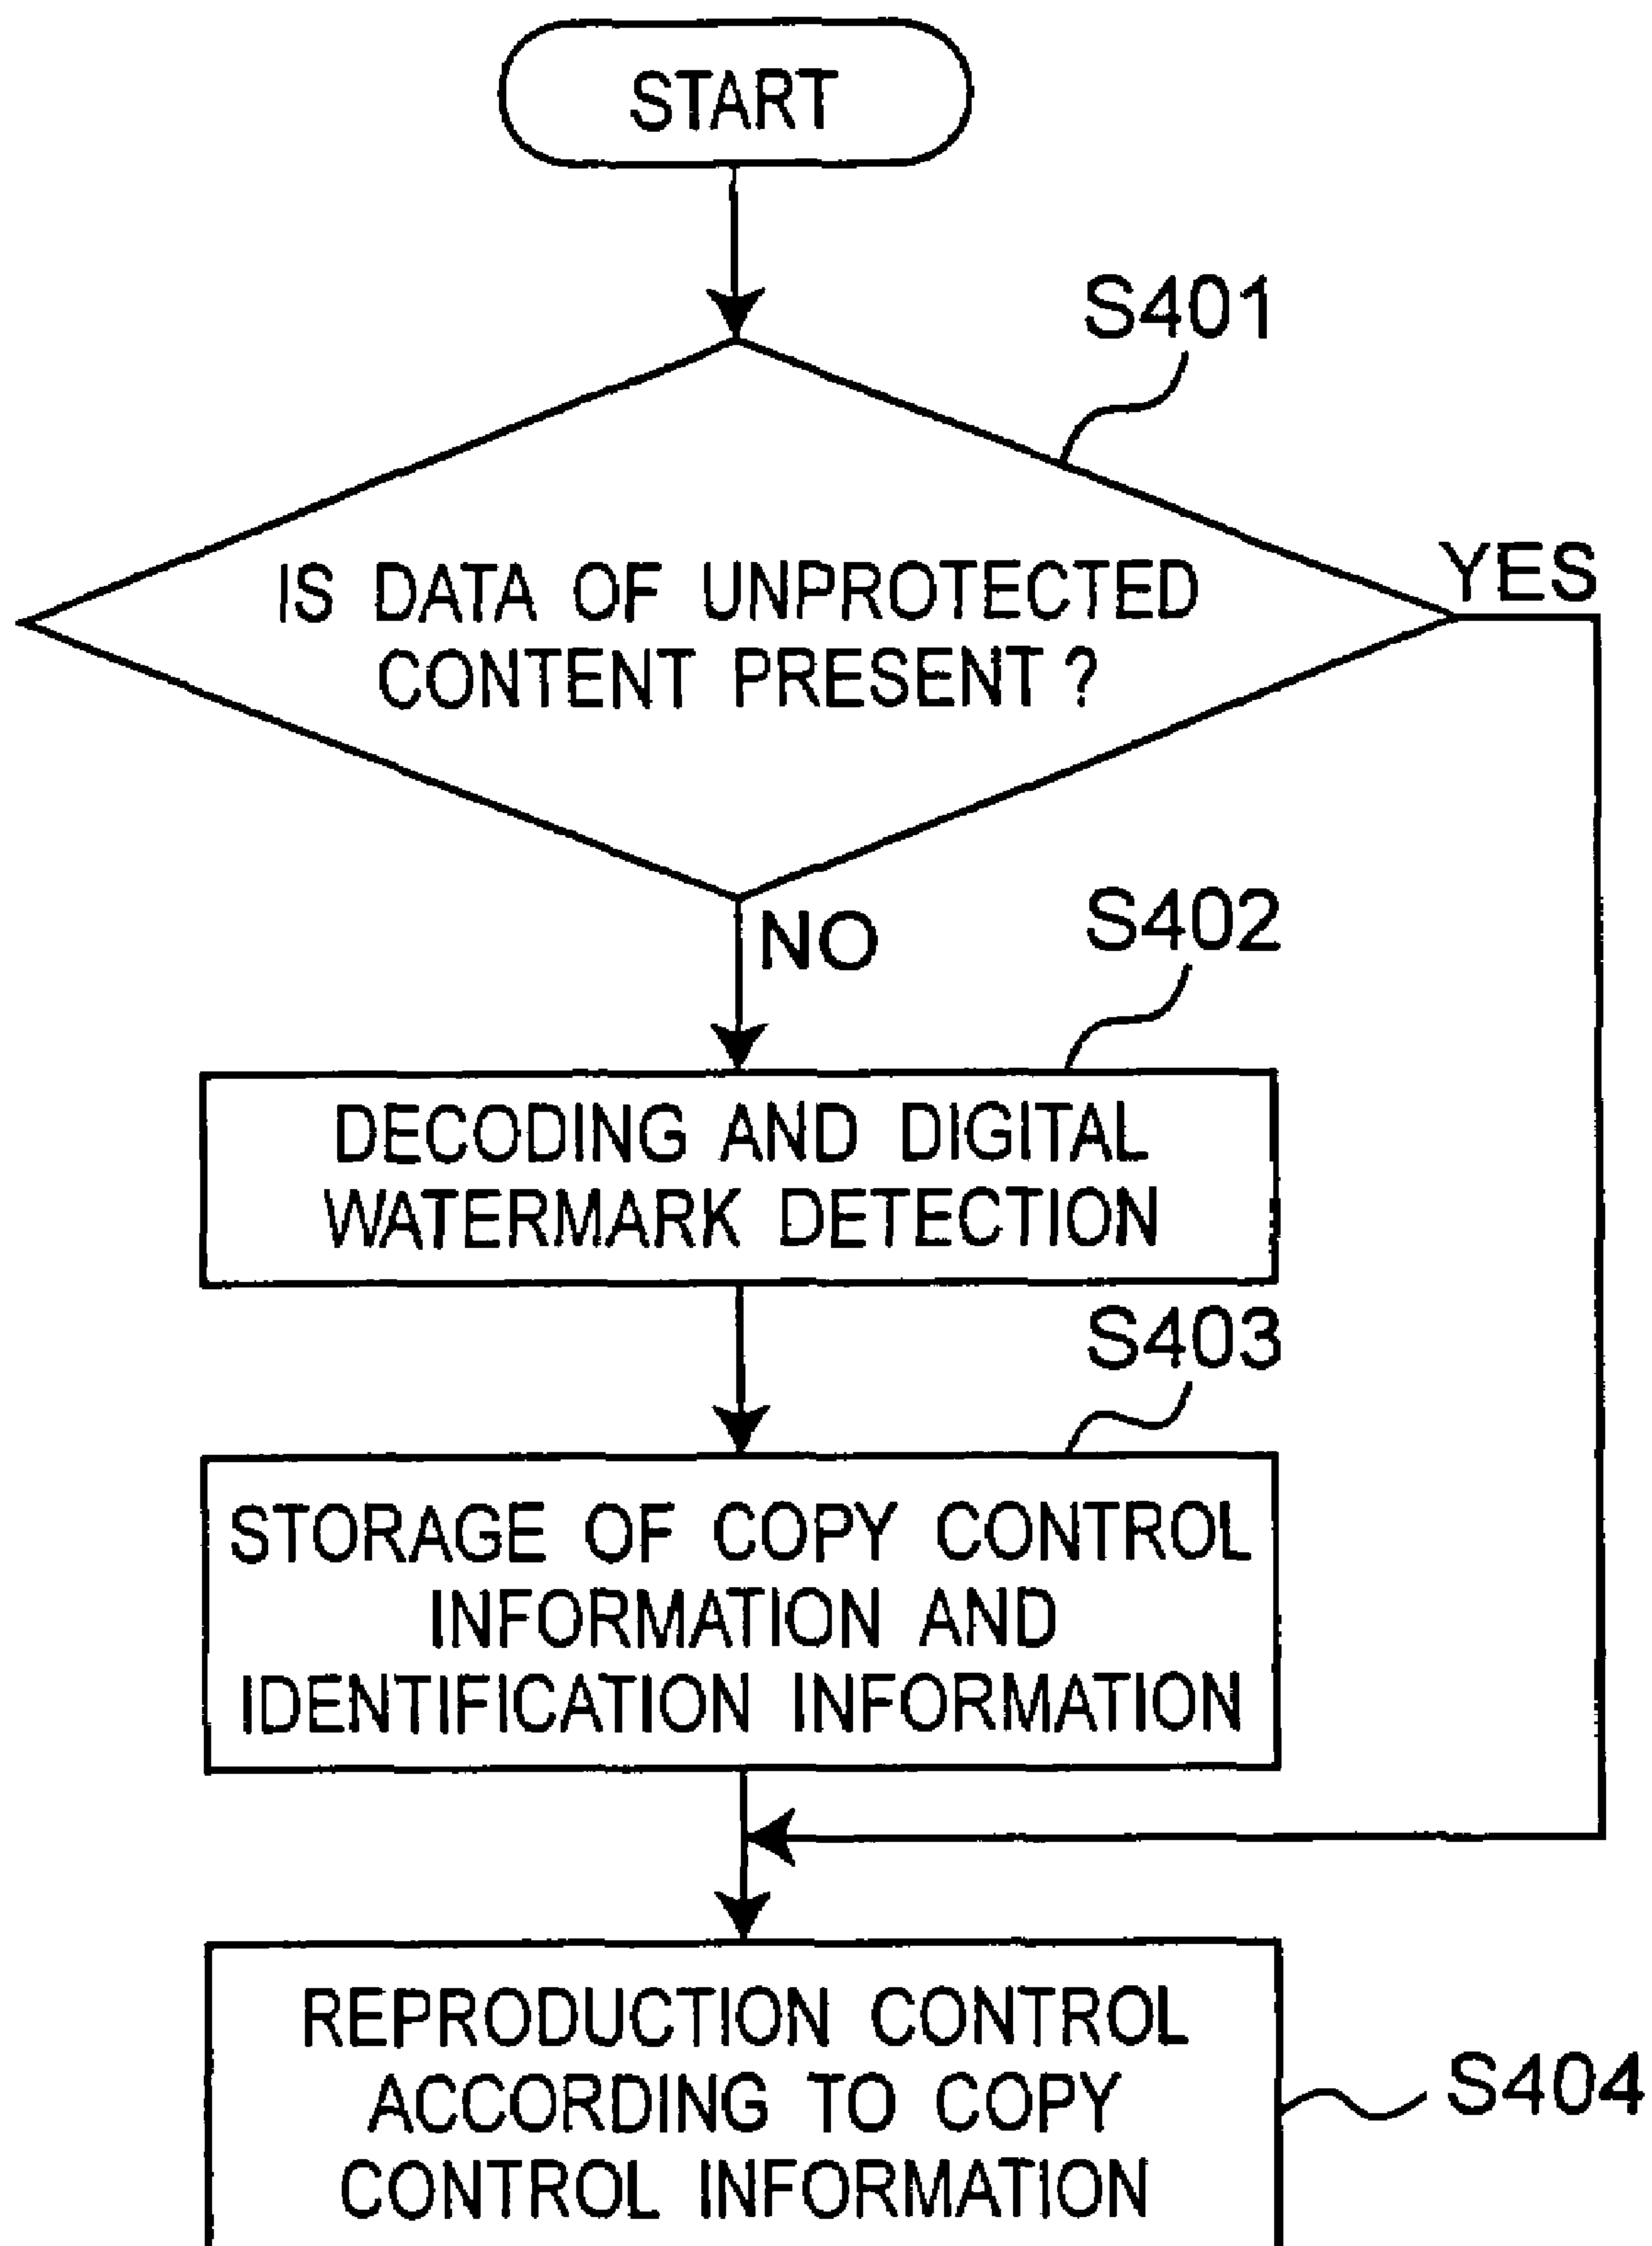 START
S401
IS DATA OF UNPROTECTED
CONTENT PRESENT ?
YES
NO
S402
DECODING AND DIGITAL
WATERMARK DETECTION
S403
STORAGE OF COPY CONTROL
INFORMATION AND
IDENTIFICATION INFORMATION
REPRODUCTION CONTROL
ACCORDING TO COPY
CONTROL INFORMATION
S404